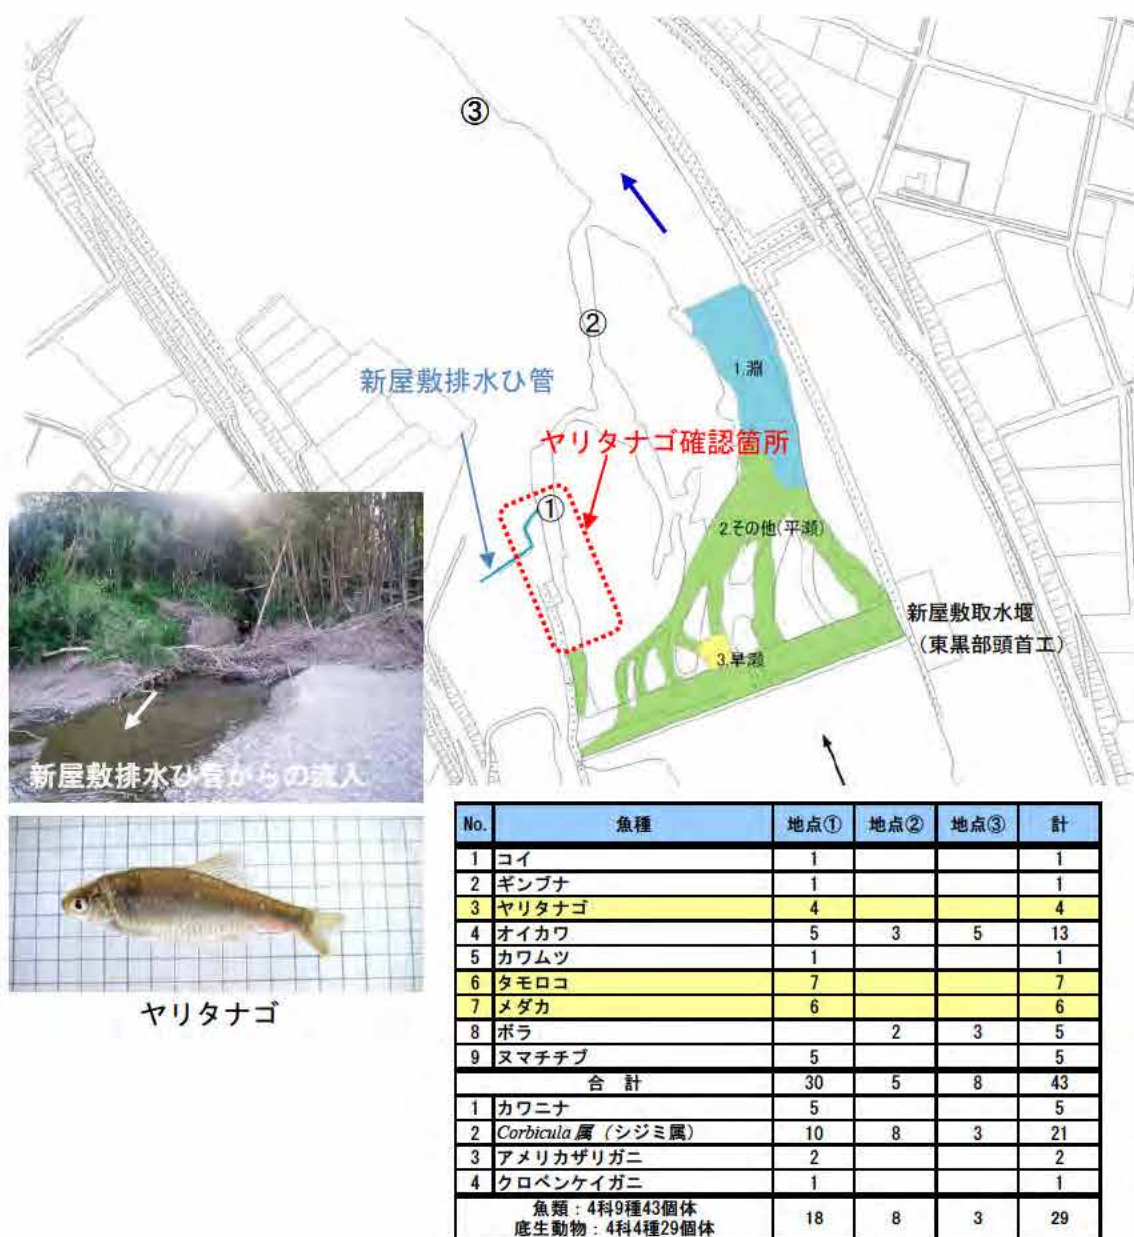 ③
②
1.淵
新屋敷排水ひ管
ヤリタナゴ確認箇所
①
2.その他(平瀬)
新屋敷取水堰
(東黒部頭首工)
3.早瀬
新屋敷排水ひ管からの流入
ヤリタナゴ
No. 魚種 地点① 地点② 地点③ 計
1 コイ 1 1
2 ギンブナ 1 1
3 ヤリタナゴ 4 4
4 オイカワ 5 3 5 13
5 カワムツ 1 1
6 タモロコ 7 7
7 メダカ 6 6
8 ボラ 2 3 5
9 ヌマチチブ 5 5
合 計 30 5 8 43
1 カワニナ 5 5
2 Corbicula属（シジミ属） 10 8 3 21
3 アメリカザリガニ 2 2
4 クロベンケイガニ 1 1
魚類：4科9種43個体
底生動物：4科4種29個体 18 8 3 29